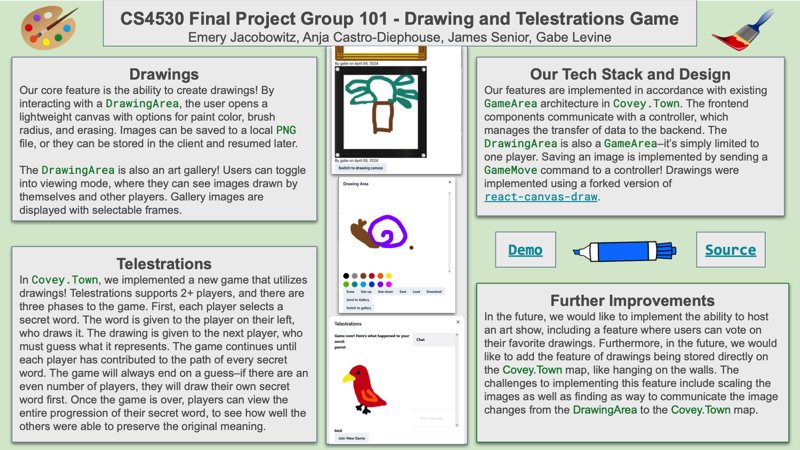 CS4530 Final Project Group 101 - Drawing and Telestrations Game
Emery Jacobowitz, Anja Castro-Diephouse, James Senior, Gabe Levine
Drawings
Our core feature is the ability to create drawings! By
interacting with a DrawingArea, the user opens a
lightweight canvas with options for paint color, brush
radius, and erasing. Images can be saved to a local PNG
file, or they can be stored in the client and resumed later.
The DrawingArea is also an art gallery! Users can toggle
into viewing mode, where they can see images drawn by
themselves and other players. Gallery images are
displayed with selectable frames.
Telestrations
In Covey.Town, we implemented a new game that utilizes
drawings! Telestrations supports 2+ players, and there are
three phases to the game. First, each player selects a
secret word. The word is given to the player on their left,
who draws it. The drawing is given to the next player, who
must guess what it represents. The game continues until
each player has contributed to the path of every secret
word. The game will always end on a guess–if there are an
even number of players, they will draw their own secret
word first. Once the game is over, players can view the
entire progression of their secret word, to see how well the
others were able to preserve the original meaning.
By gabe on April 09, 2024
By gabe on April 09, 2024
Switch to drawing canvas
Drawing Area
Erase
Size up
Size down
Save
Load
Download
Send to Gallery
Switch to gallery
Telestrations
Game over! Here's what happened to your
word:
parrot
Chat
bird
Join New Game
Our Tech Stack and Design
Our features are implemented in accordance with existing
GameArea architecture in Covey.Town. The frontend
components communicate with a controller, which
manages the transfer of data to the backend. The
DrawingArea is also a GameArea–it's simply limited to
one player. Saving an image is implemented by sending a
GameMove command to a controller! Drawings were
implemented using a forked version of
react-canvas-draw.
Demo
Source
Further Improvements
In the future, we would like to implement the ability to host
an art show, including a feature where users can vote on
their favorite drawings. Furthermore, in the future, we would
like to add the feature of drawings being stored directly on
the Covey.Town map, like hanging on the walls. The
challenges to implementing this feature include scaling the
images as well as finding as way to communicate the image
changes from the DrawingArea to the Covey.Town map.